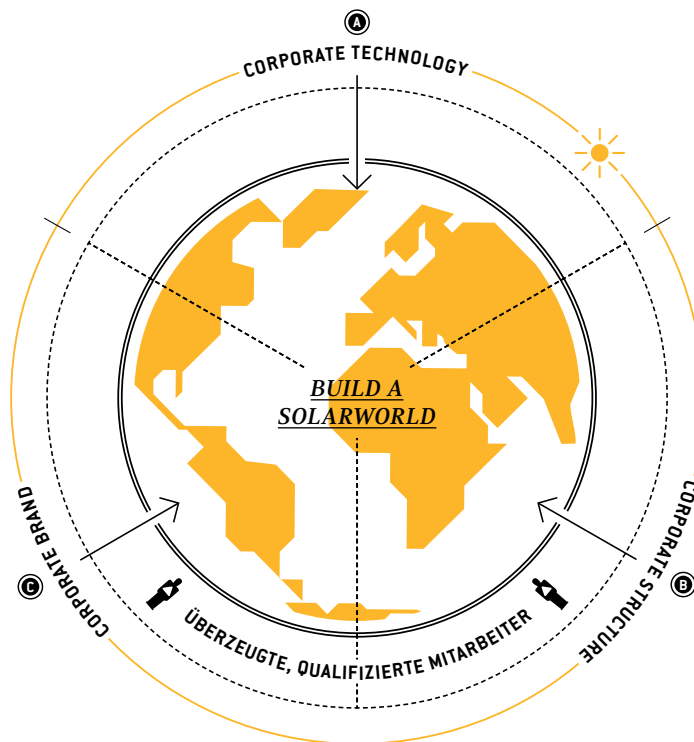 A
CORPORATE TECHNOLOGY
BUILD A
SOLARWORLD
CORPORATE BRAND
C
CORPORATE STRUCTURE
B
ÜBERZEUGTE, QUALIFIZIERTE MITARBEITER